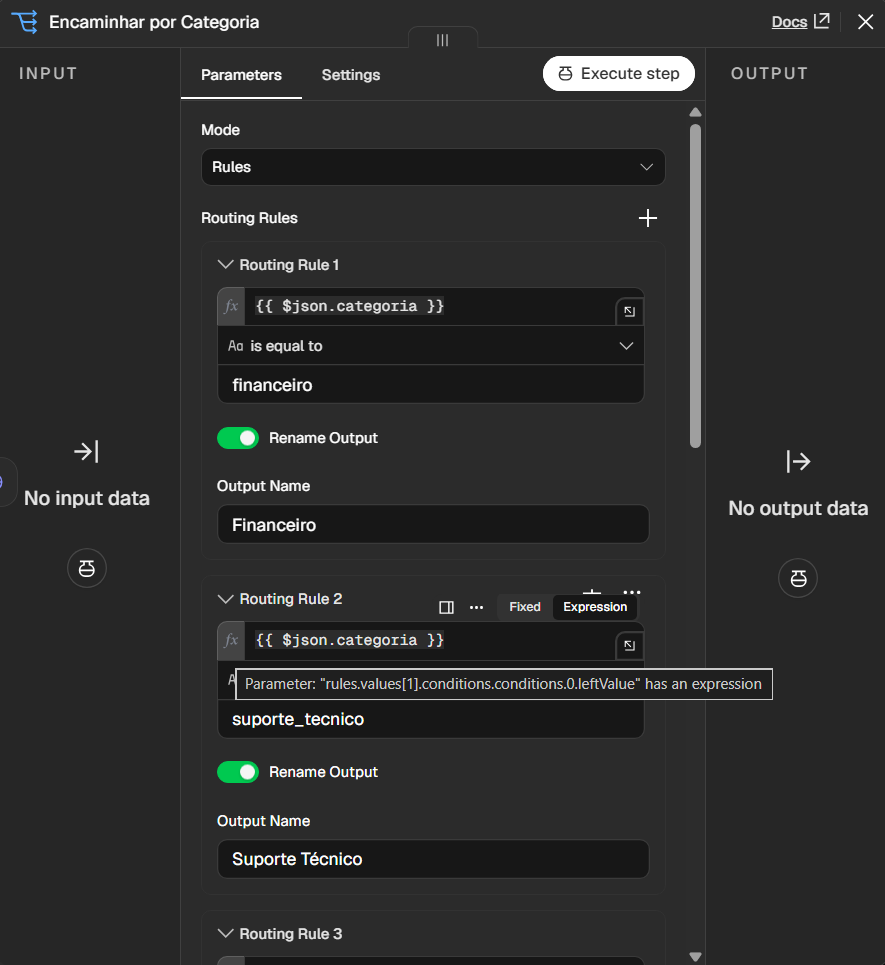 Encaminhar por Categoria
Docs
INPUT
Parameters
Settings
Execute step
OUTPUT
Mode
Rules
Routing Rules
Routing Rule 1
fx
{{ $json.categoria }}
Aa is equal to
financeiro
Rename Output
Output Name
Financeiro
No input data
No output data
Routing Rule 2
Fixed
Expression
fx
{{ $json.categoria }}
Parameter: "rules.values[1].conditions.conditions.0.leftValue" has an expression
suporte_tecnico
Rename Output
Output Name
Suporte Técnico
Routing Rule 3